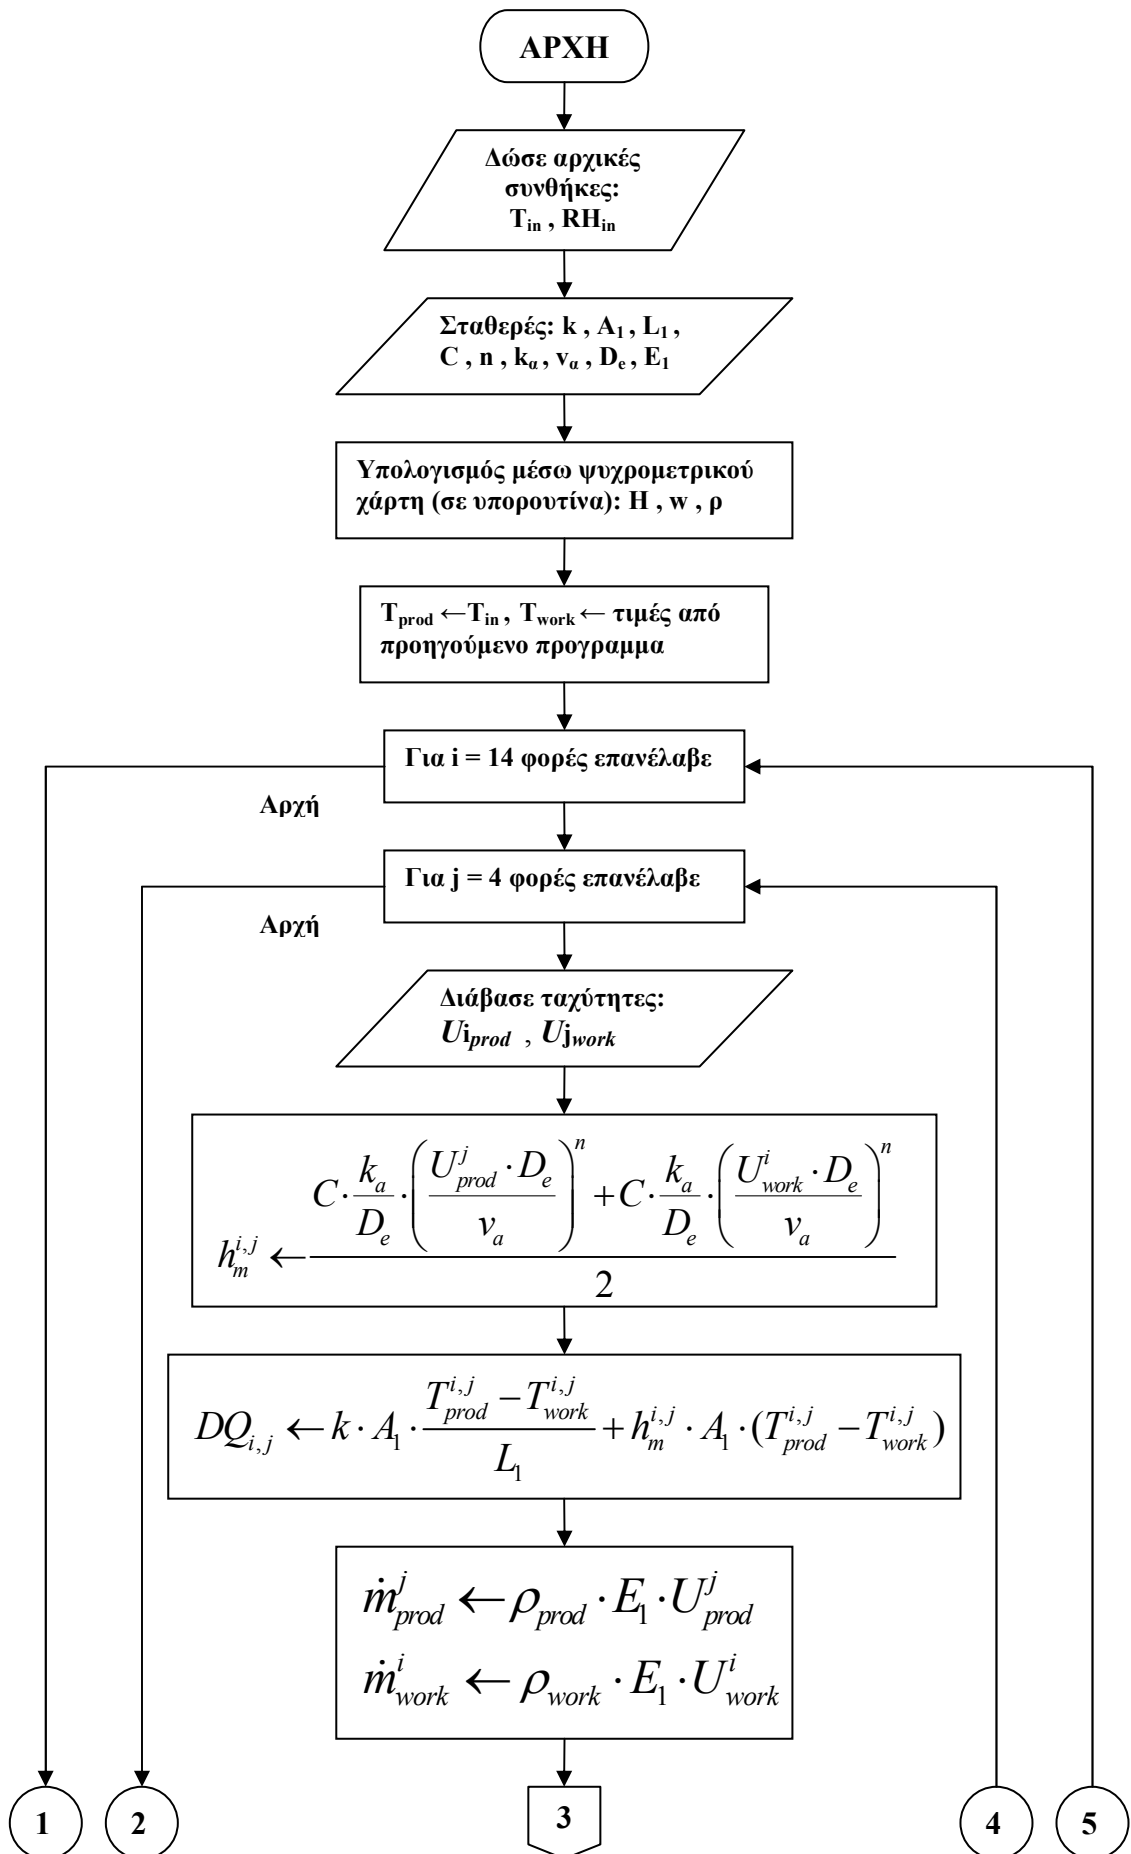 ΑΡΧΗ
Δώσε αρχικές
συνθήκες:
T_in , RH_in
Σταθερές: k , A_1 , L_1 ,
C , n , k_α , v_α , D_e , E_1
Υπολογισμός μέσω ψυχρομετρικού
χάρτη (σε υπορουτίνα): H , w , ρ
T_prod ← T_in , T_work ← τιμές από
προηγούμενο πρόγραμμα
Για i = 14 φορές επανέλαβε
Αρχή
Για j = 4 φορές επανέλαβε
Αρχή
Διάβασε ταχύτητες:
Ui_prod , Uj_work
h_m^{i,j} ← (C · k_a/D_e · (U_prod^j · D_e / v_a)^n + C · k_a/D_e · (U_work^i · D_e / v_a)^n) / 2
DQ_{i,j} ← k · A_1 · (T_prod^{i,j} − T_work^{i,j}) / L_1 + h_m^{i,j} · A_1 · (T_prod^{i,j} − T_work^{i,j})
ṁ_prod^j ← ρ_prod · E_1 · U_prod^j
ṁ_work^i ← ρ_work · E_1 · U_work^i
1 2 3 4 5